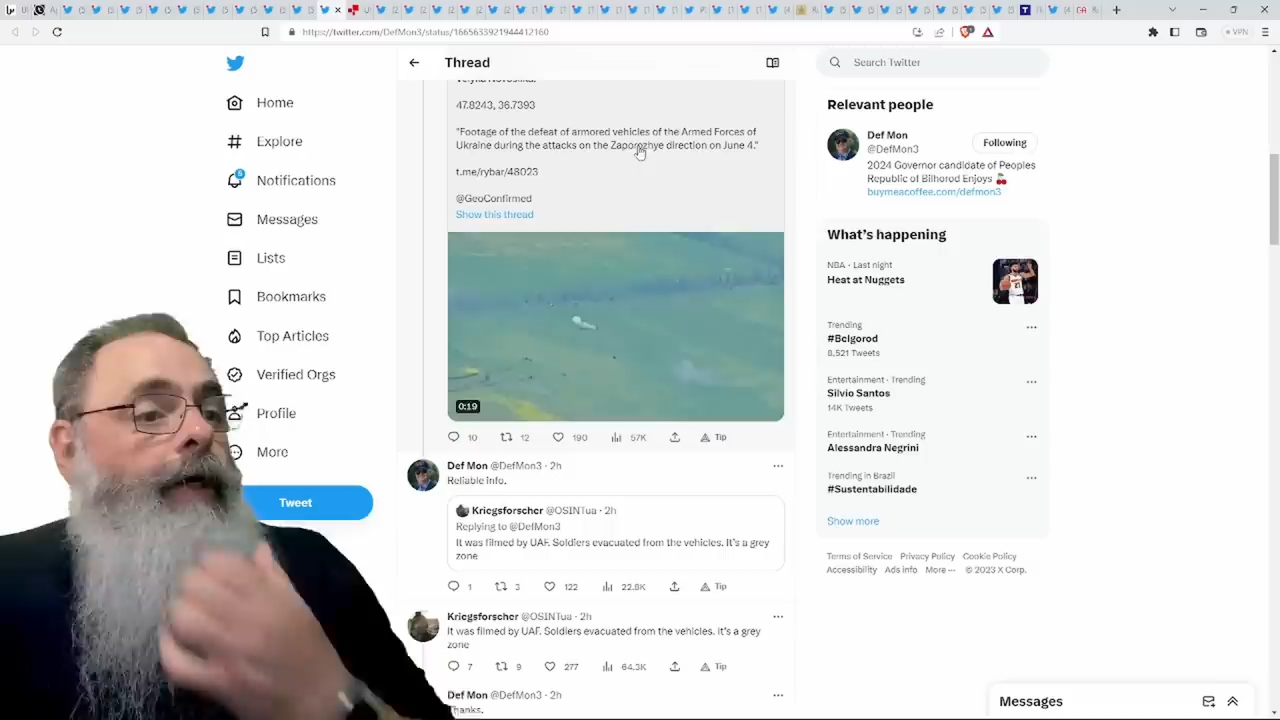 https://twitter.com/DefMon3/status/1665633921944412160
VPN
Home
Explore
5
Notifications
Messages
Lists
Bookmarks
Top Articles
Verified Orgs
Profile
More
Tweet
Thread
47.8243, 36.7393
"Footage of the defeat of armored vehicles of the Armed Forces of
Ukraine during the attacks on the Zaporozhye direction on June 4."
t.me/rybar/48023
@GeoConfirmed
Show this thread
0:19
10 12 190 57K Tip
Def Mon @DefMon3 · 2h
Reliable info.
Kriegsforscher @OSINTua · 2h
Replying to @DefMon3
It was filmed by UAF. Soldiers evacuated from the vehicles. It's a grey
zone
1 3 122 22.8K Tip
Kriegsforscher @OSINTua · 2h
It was filmed by UAF. Soldiers evacuated from the vehicles. It's a grey
zone
7 9 277 64.3K Tip
Def Mon @DefMon3 · 2h
Thanks.
Search Twitter
Relevant people
Def Mon
@DefMon3
Following
2024 Governor candidate of Peoples
Republic of Bilhorod Enjoys
buymeacoffee.com/defmon3
What's happening
NBA · Last night
Heat at Nuggets
Trending
#Belgorod
8,521 Tweets
Entertainment · Trending
Silvio Santos
14K Tweets
Entertainment · Trending
Alessandra Negrini
Trending in Brazil
#Sustentabilidade
Show more
Terms of Service Privacy Policy Cookie Policy
Accessibility Ads info More ··· © 2023 X Corp.
Messages